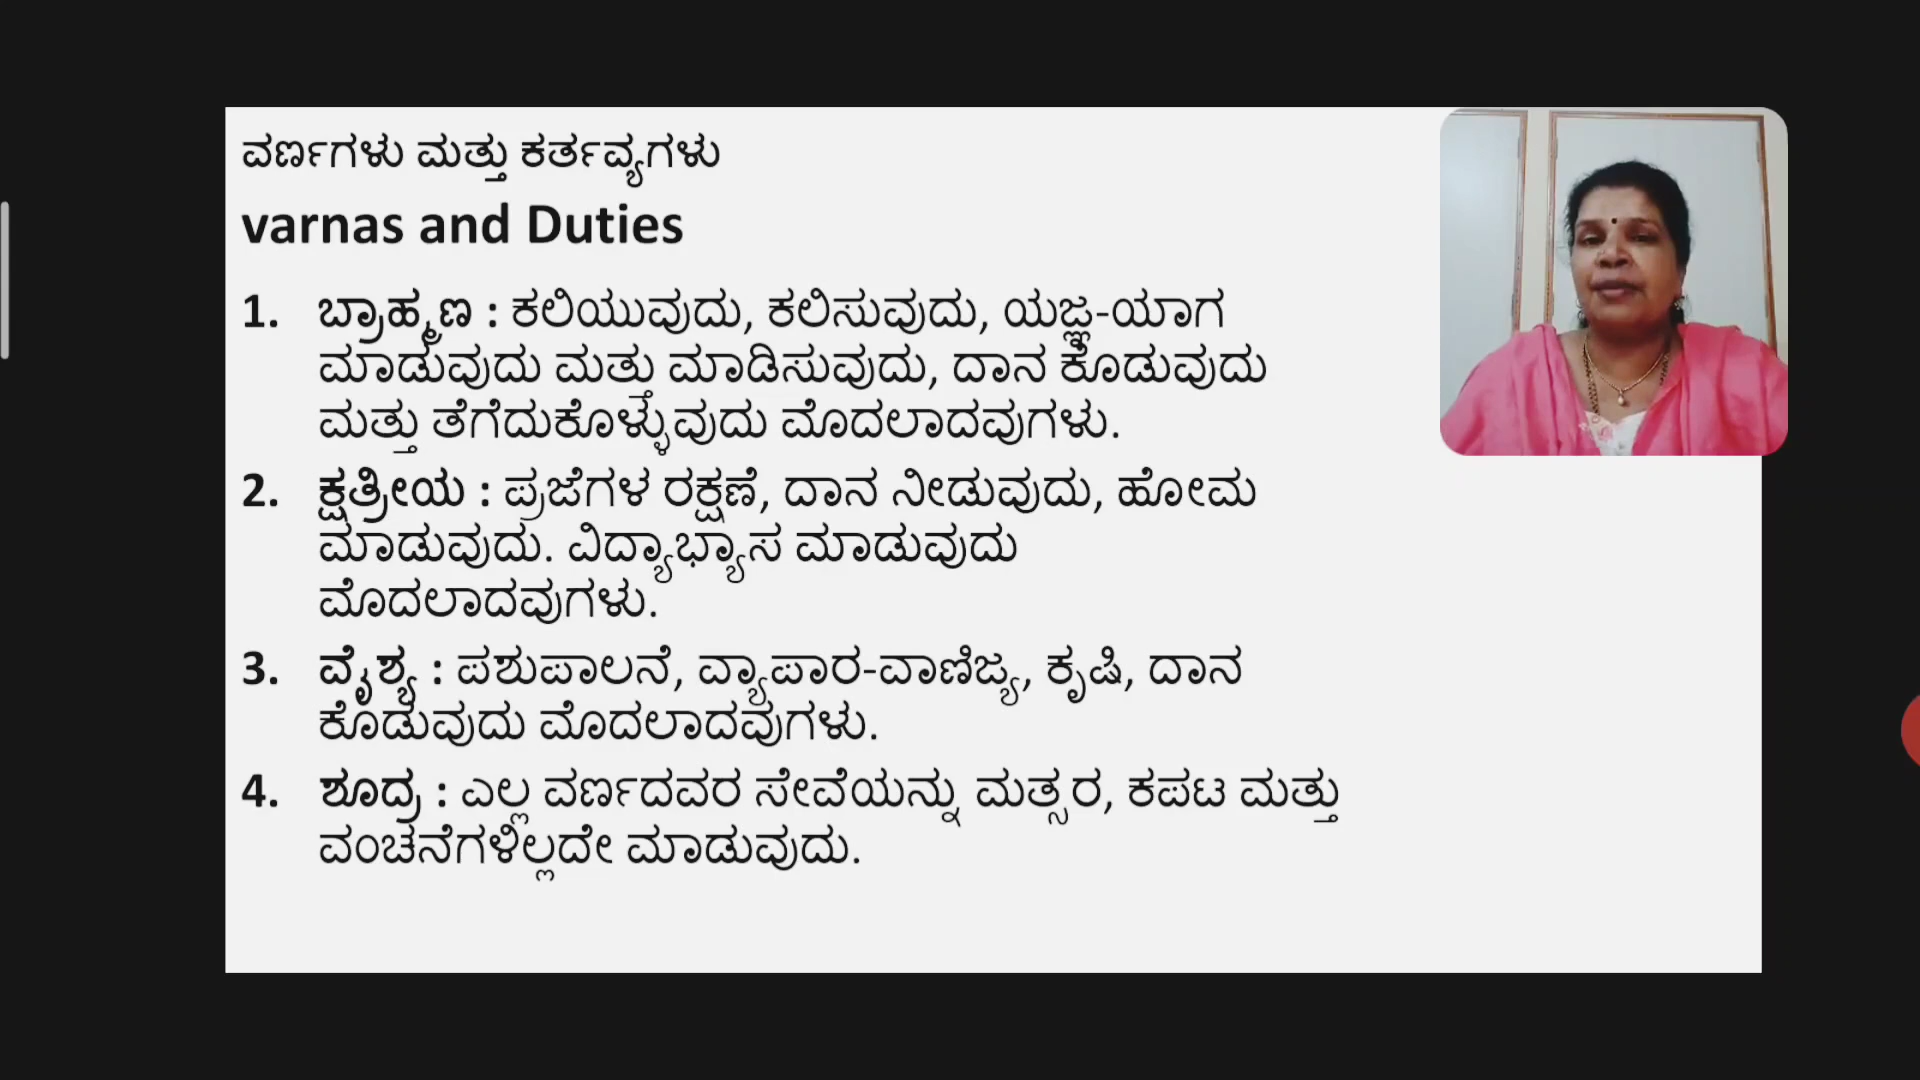 ವರ್ಣಗಳು ಮತ್ತು ಕರ್ತವ್ಯಗಳು
varnas and Duties
1. ಬ್ರಾಹ್ಮಣ : ಕಲಿಯುವುದು, ಕಲಿಸುವುದು, ಯಜ್ಞ-ಯಾಗ
ಮಾಡುವುದು ಮತ್ತು ಮಾಡಿಸುವುದು, ದಾನ ಕೊಡುವುದು
ಮತ್ತು ತೆಗೆದುಕೊಳ್ಳುವುದು ಮೊದಲಾದವುಗಳು.
2. ಕ್ಷತ್ರೀಯ : ಪ್ರಜೆಗಳ ರಕ್ಷಣೆ, ದಾನ ನೀಡುವುದು, ಹೋಮ
ಮಾಡುವುದು. ವಿದ್ಯಾಭ್ಯಾಸ ಮಾಡುವುದು
ಮೊದಲಾದವುಗಳು.
3. ವೈಶ್ಯ : ಪಶುಪಾಲನೆ, ವ್ಯಾಪಾರ-ವಾಣಿಜ್ಯ, ಕೃಷಿ, ದಾನ
ಕೊಡುವುದು ಮೊದಲಾದವುಗಳು.
4. ಶೂದ್ರ : ಎಲ್ಲ ವರ್ಣದವರ ಸೇವೆಯನ್ನು ಮತ್ಸರ, ಕಪಟ ಮತ್ತು
ವಂಚನೆಗಳಿಲ್ಲದೇ ಮಾಡುವುದು.